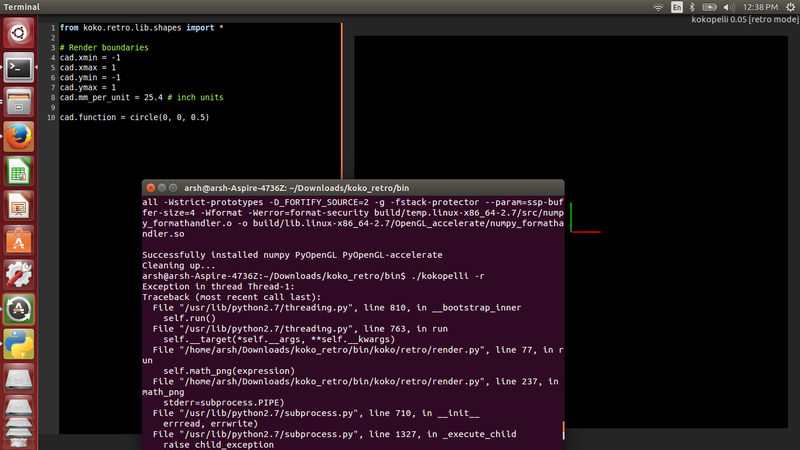 Terminal
En
12:38 PM
kokopelli 0.05 [retro mode]
1 from koko.retro.lib.shapes import *
2
3 # Render boundaries
4 cad.xmin = -1
5 cad.xmax = 1
6 cad.ymin = -1
7 cad.ymax = 1
8 cad.mm_per_unit = 25.4 # inch units
9
10 cad.function = circle(0, 0, 0.5)
arsh@arsh-Aspire-4736Z: ~/Downloads/koko_retro/bin
all -Wstrict-prototypes -D_FORTIFY_SOURCE=2 -g -fstack-protector --param=ssp-buf
fer-size=4 -Wformat -Werror=format-security build/temp.linux-x86_64-2.7/src/nump
y_formathandler.o -o build/lib.linux-x86_64-2.7/OpenGL_accelerate/numpy_formatha
ndler.so
Successfully installed numpy PyOpenGL PyOpenGL-accelerate
Cleaning up...
arsh@arsh-Aspire-4736Z:~/Downloads/koko_retro/bin$ ./kokopelli -r
Exception in thread Thread-1:
Traceback (most recent call last):
File "/usr/lib/python2.7/threading.py", line 810, in __bootstrap_inner
self.run()
File "/usr/lib/python2.7/threading.py", line 763, in run
self.__target(*self.__args, **self.__kwargs)
File "/home/arsh/Downloads/koko_retro/bin/koko/retro/render.py", line 77, in r
un
self.math_png(expression)
File "/home/arsh/Downloads/koko_retro/bin/koko/retro/render.py", line 237, in
math_png
stderr=subprocess.PIPE)
File "/usr/lib/python2.7/subprocess.py", line 710, in __init__
errread, errwrite)
File "/usr/lib/python2.7/subprocess.py", line 1327, in _execute_child
raise child_exception